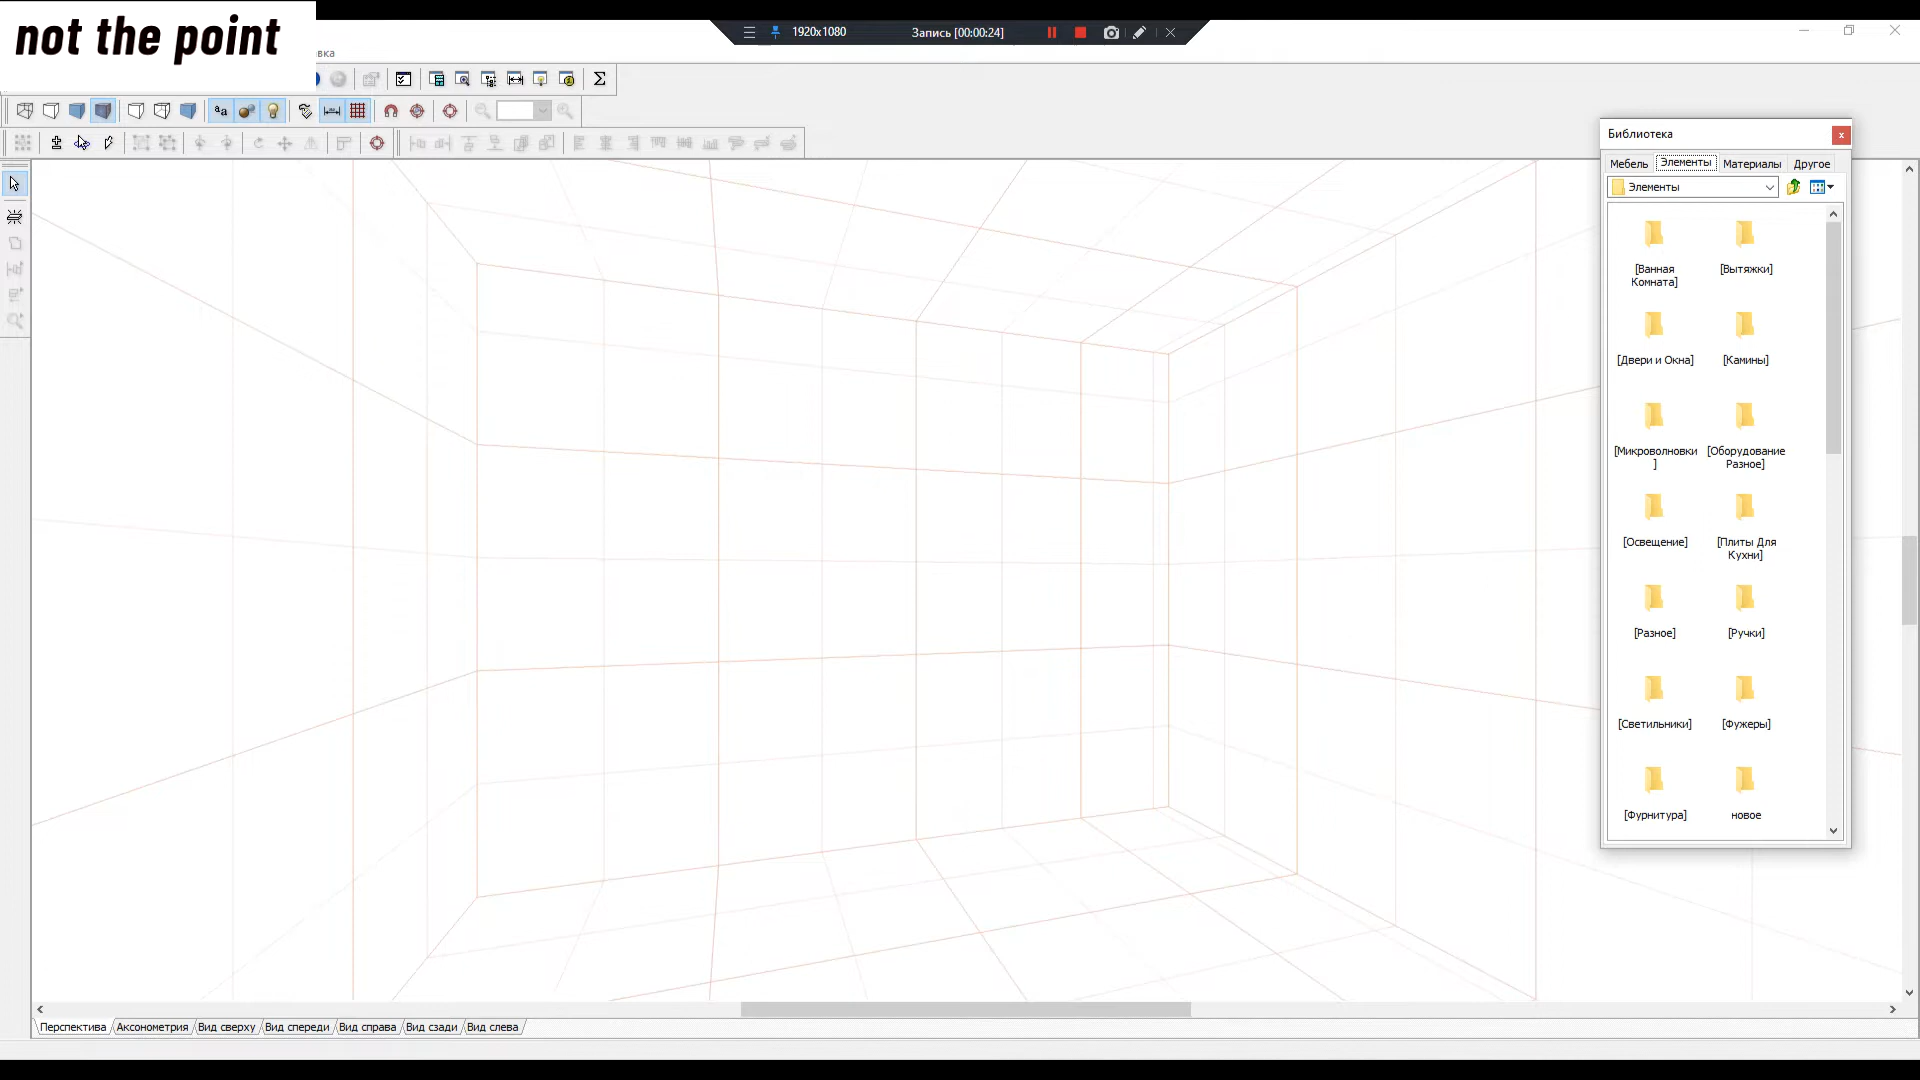 not the point
1920x1080
Запись [00:00:24]
вка
Σ
aa
Библиотека
Мебель
Элементы
Материалы
Другое
Элементы
[Ванная
Комната]
[Вытяжки]
[Двери и Окна]
[Камины]
[Микроволновки
]
[Оборудование
Разное]
[Освещение]
[Плиты Для
Кухни]
[Разное]
[Ручки]
[Светильники]
[Фужеры]
[Фурнитура]
новое
Перспектива
Аксонометрия
Вид сверху
Вид спереди
Вид справа
Вид сзади
Вид слева